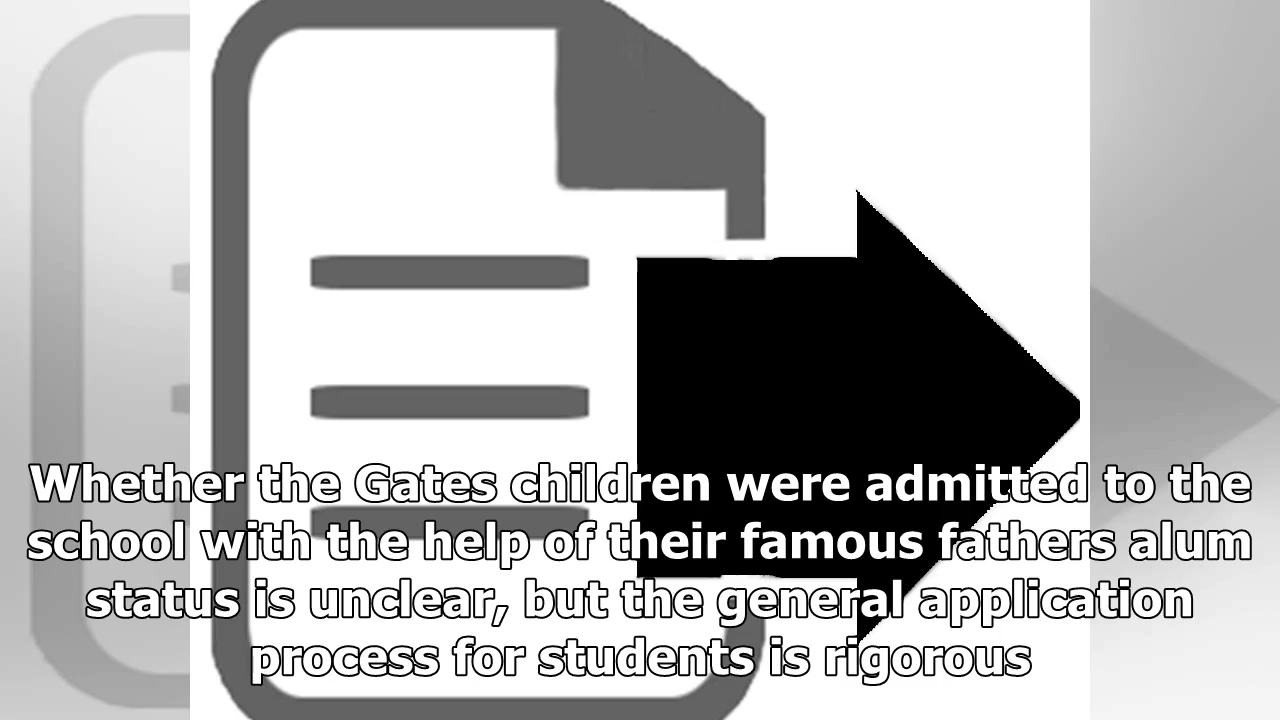 Whether the Gates children were admitted to the
school with the help of their famous fathers alum
status is unclear, but the general application
process for students is rigorous